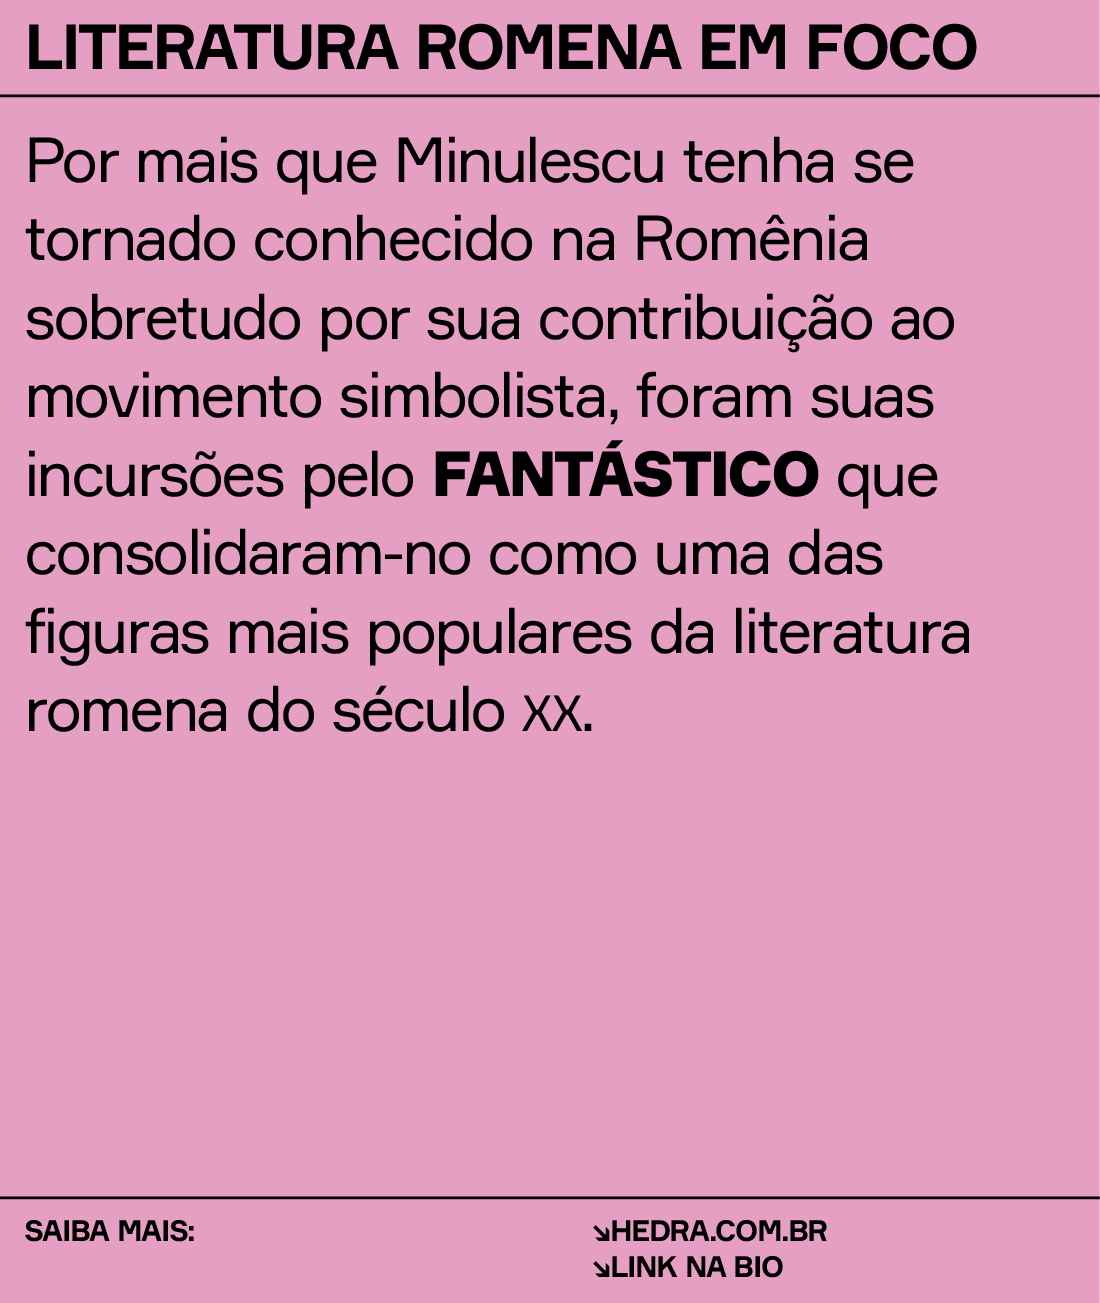 LITERATURA ROMENA EM FOCO
Por mais que Minulescu tenha se
tornado conhecido na Romênia
sobretudo por sua contribuição ao
movimento simbolista, foram suas
incursões pelo FANTÁSTICO que
consolidaram-no como uma das
figuras mais populares da literatura
romena do século XX.
SAIBA MAIS:
↘HEDRA.COM.BR
↘LINK NA BIO